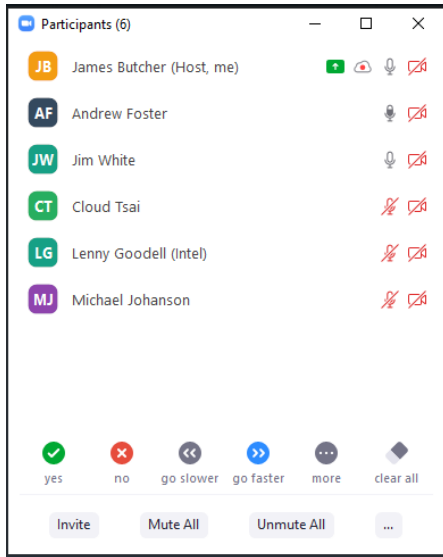 Participants (6)
JB James Butcher (Host, me)
AF Andrew Foster
JW Jim White
CT Cloud Tsai
LG Lenny Goodell (Intel)
MJ Michael Johanson
yes no go slower go faster more clear all
Invite Mute All Unmute All ...